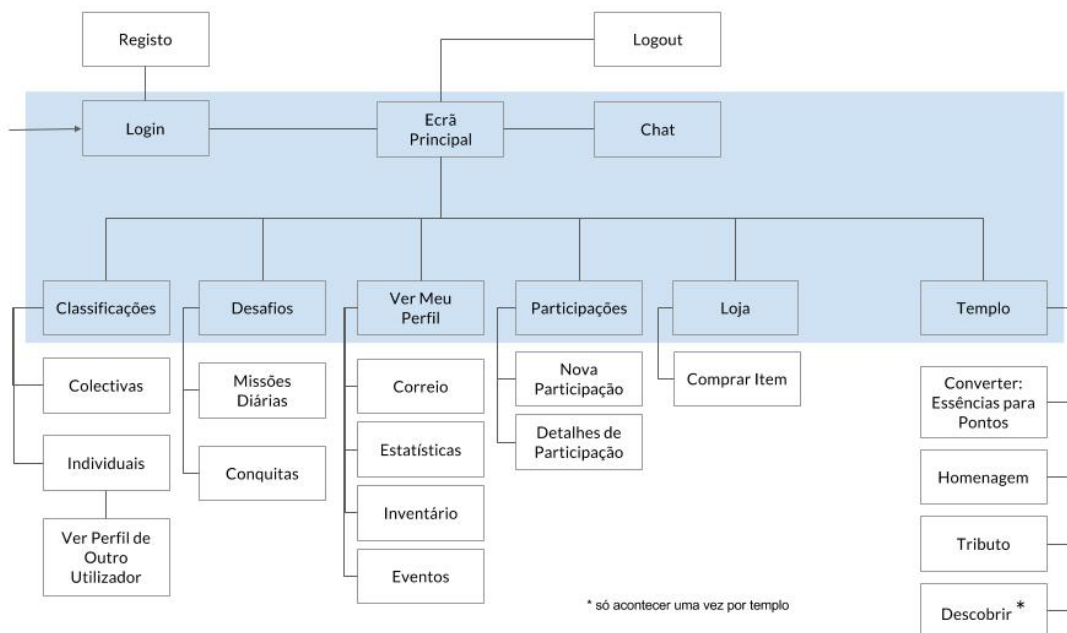 Registo
Logout
Login
Ecrã
Principal
Chat
Classificações
Desafios
Ver Meu
Perfil
Participações
Loja
Templo
Colectivas
Individuais
Ver Perfil de
Outro
Utilizador
Missões
Diárias
Conquitas
Correio
Estatísticas
Inventário
Eventos
Nova
Participação
Detalhes de
Participação
Comprar Item
Converter:
Essências para
Pontos
Homenagem
Tributo
Descobrir *
* só acontecer uma vez por templo